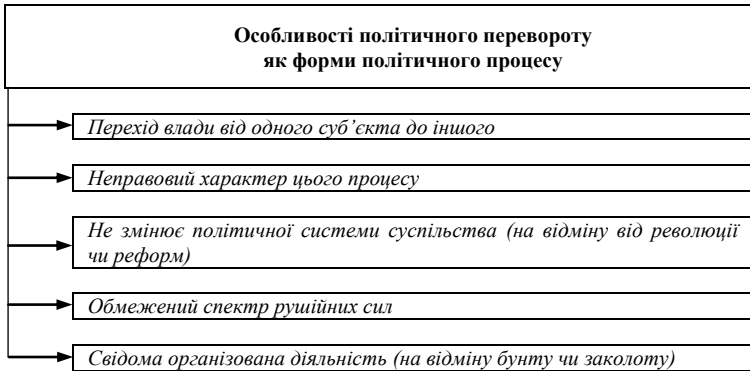 Особливості політичного перевороту
як форми політичного процесу
Перехід влади від одного суб’єкта до іншого
Неправовий характер цього процесу
Не змінює політичної системи суспільства (на відміну від революції
чи реформ)
Обмежений спектр рушійних сил
Свідома організована діяльність (на відміну бунту чи заколоту)